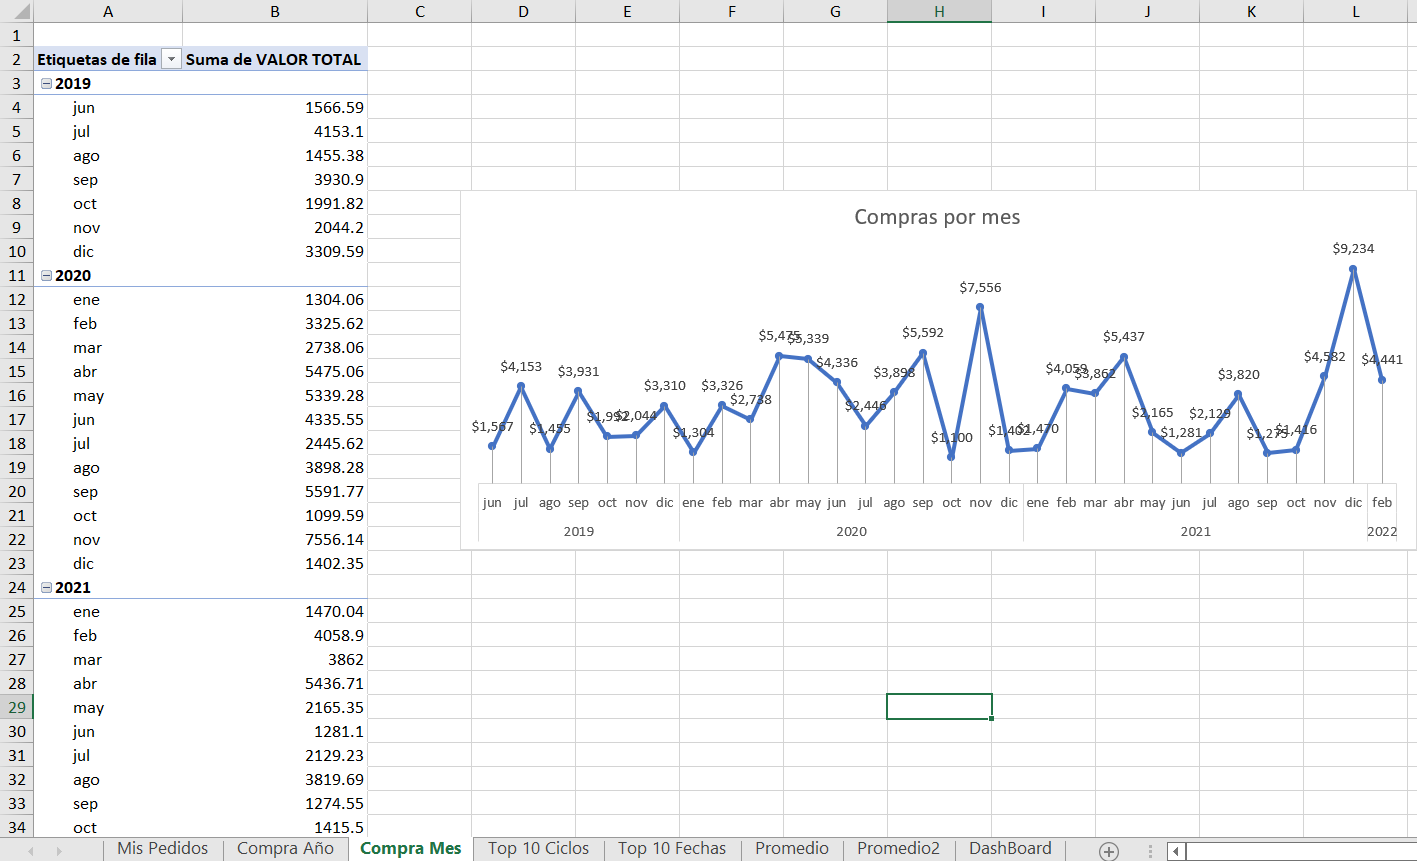 A B C D E F G H I J K L
1
2 Etiquetas de fila Suma de VALOR TOTAL
3 2019
4 jun 1566.59
5 jul 4153.1
6 ago 1455.38
7 sep 3930.9
8 oct 1991.82
9 nov 2044.2
10 dic 3309.59
11 2020
12 ene 1304.06
13 feb 3325.62
14 mar 2738.06
15 abr 5475.06
16 may 5339.28
17 jun 4335.55
18 jul 2445.62
19 ago 3898.28
20 sep 5591.77
21 oct 1099.59
22 nov 7556.14
23 dic 1402.35
24 2021
25 ene 1470.04
26 feb 4058.9
27 mar 3862
28 abr 5436.71
29 may 2165.35
30 jun 1281.1
31 jul 2129.23
32 ago 3819.69
33 sep 1274.55
34 oct 1415.5
Compras por mes
$1,567 $4,153 $1,455 $3,931 $1,992 $2,044 $3,310 $1,304 $3,326 $2,738 $5,475 $5,339 $4,336 $2,446 $3,898 $5,592 $1,100 $7,556 $1,402 $1,470 $4,059 $3,862 $5,437 $2,165 $1,281 $2,129 $3,820 $1,275 $1,416 $4,582 $9,234 $4,441
jun jul ago sep oct nov dic ene feb mar abr may jun jul ago sep oct nov dic ene feb mar abr may jun jul ago sep oct nov dic feb
2019 2020 2021 2022
Mis Pedidos Compra Año Compra Mes Top 10 Ciclos Top 10 Fechas Promedio Promedio2 DashBoard